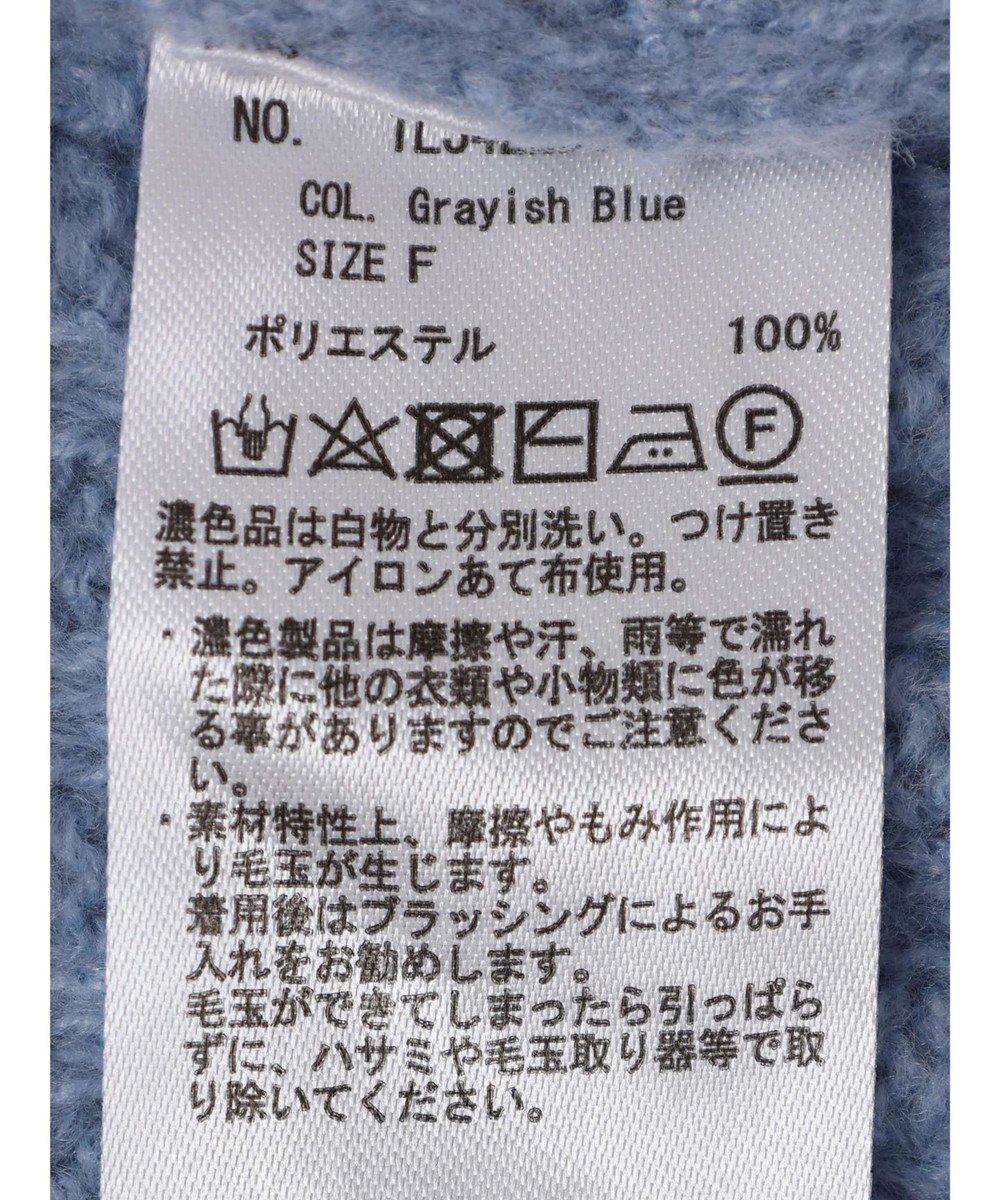 NO.
COL. Grayish Blue
SIZE F
ポリエステル 100%
F
濃色品は白物と分別洗い。つけ置き
禁止。アイロンあて布使用。
・濃色製品は摩擦や汗、雨等で濡れ
た際に他の衣類や小物類に色が移
る事がありますのでご注意くださ
い。
・素材特性上、摩擦やもみ作用によ
り毛玉が生じます。
着用後はブラッシングによるお手
入れをお勧めします。
毛玉ができてしまったら引っぱら
ずに、ハサミや毛玉取り器等で取
り除いてください。